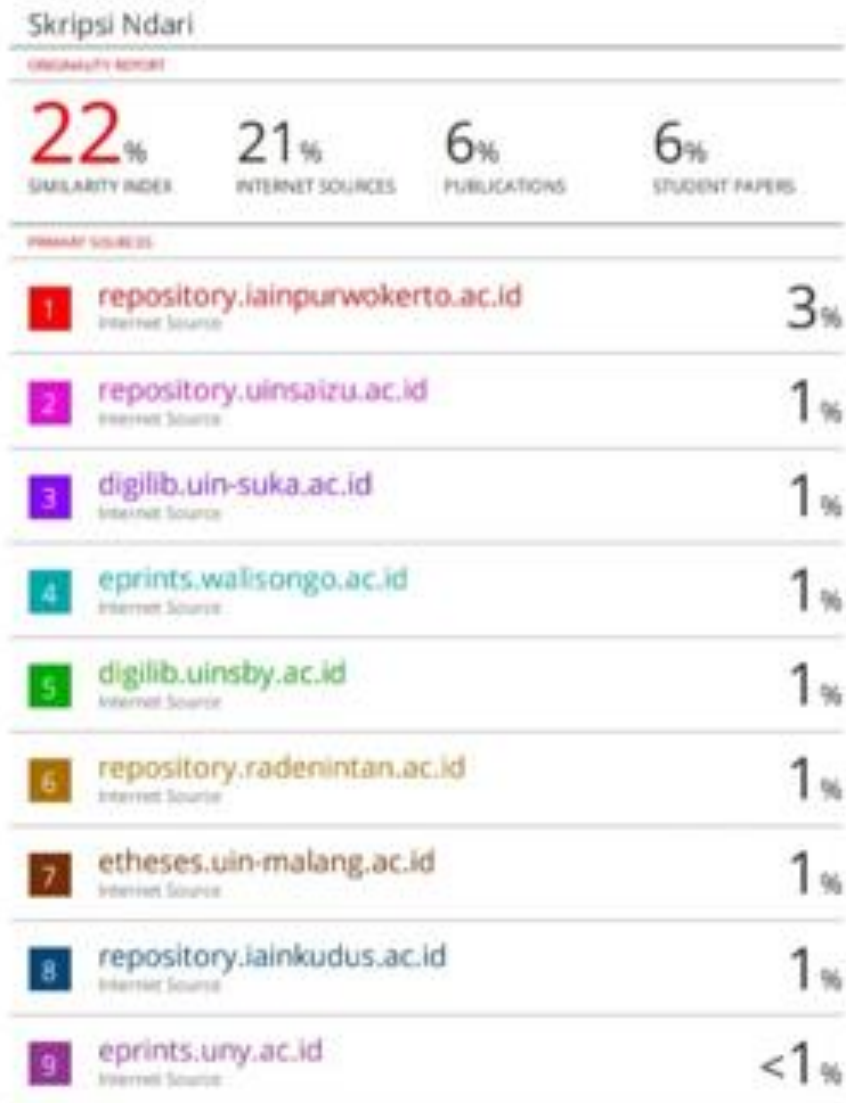 Skripsi Ndari
ORIGINALITY REPORT
22% 21% 6% 6%
SIMILARITY INDEX INTERNET SOURCES PUBLICATIONS STUDENT PAPERS
PRIMARY SOURCES
1 repository.iainpurwokerto.ac.id 3%
Internet Source
2 repository.uinsaizu.ac.id 1%
Internet Source
3 digilib.uin-suka.ac.id 1%
Internet Source
4 eprints.walisongo.ac.id 1%
Internet Source
5 digilib.uinsby.ac.id 1%
Internet Source
6 repository.radenintan.ac.id 1%
Internet Source
7 etheses.uin-malang.ac.id 1%
Internet Source
8 repository.iainkudus.ac.id 1%
Internet Source
9 eprints.uny.ac.id <1%
Internet Source